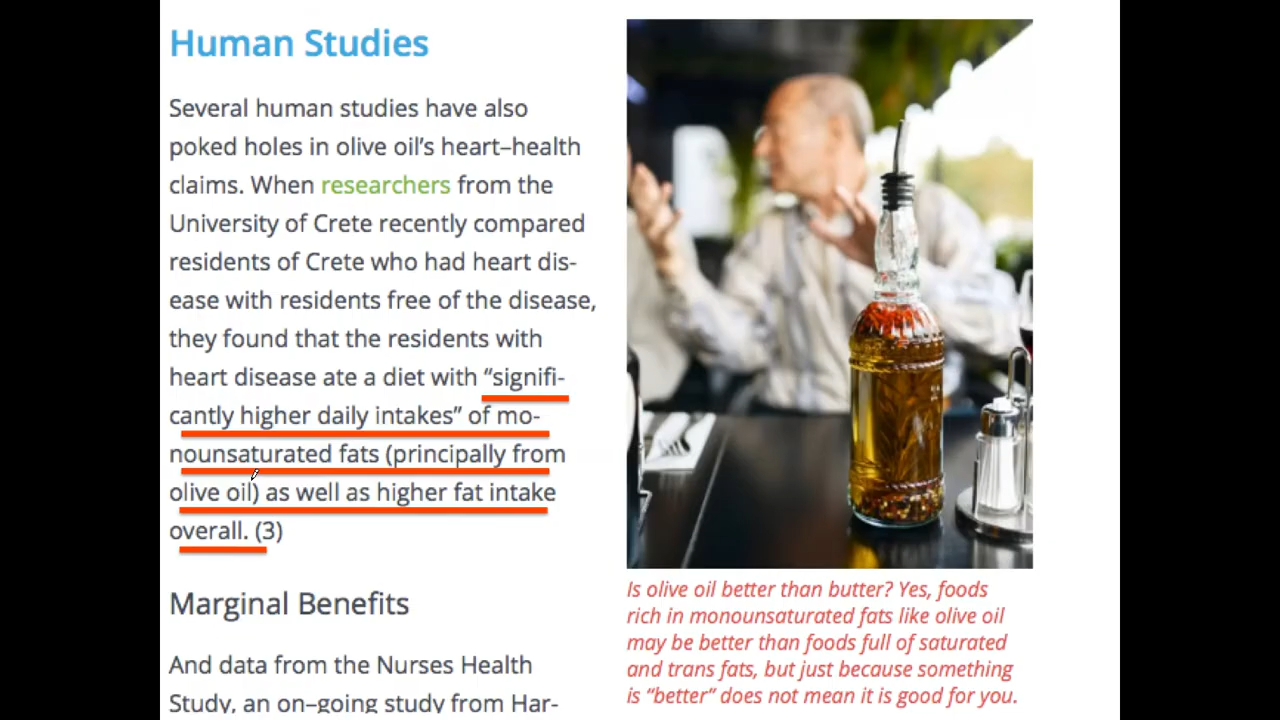 Human Studies
Several human studies have also
poked holes in olive oil’s heart–health
claims. When researchers from the
University of Crete recently compared
residents of Crete who had heart dis-
ease with residents free of the disease,
they found that the residents with
heart disease ate a diet with “signifi-
cantly higher daily intakes” of mo-
nounsaturated fats (principally from
olive oil) as well as higher fat intake
overall. (3)
Marginal Benefits
And data from the Nurses Health
Study, an on–going study from Har-
Is olive oil better than butter? Yes, foods
rich in monounsaturated fats like olive oil
may be better than foods full of saturated
and trans fats, but just because something
is “better” does not mean it is good for you.